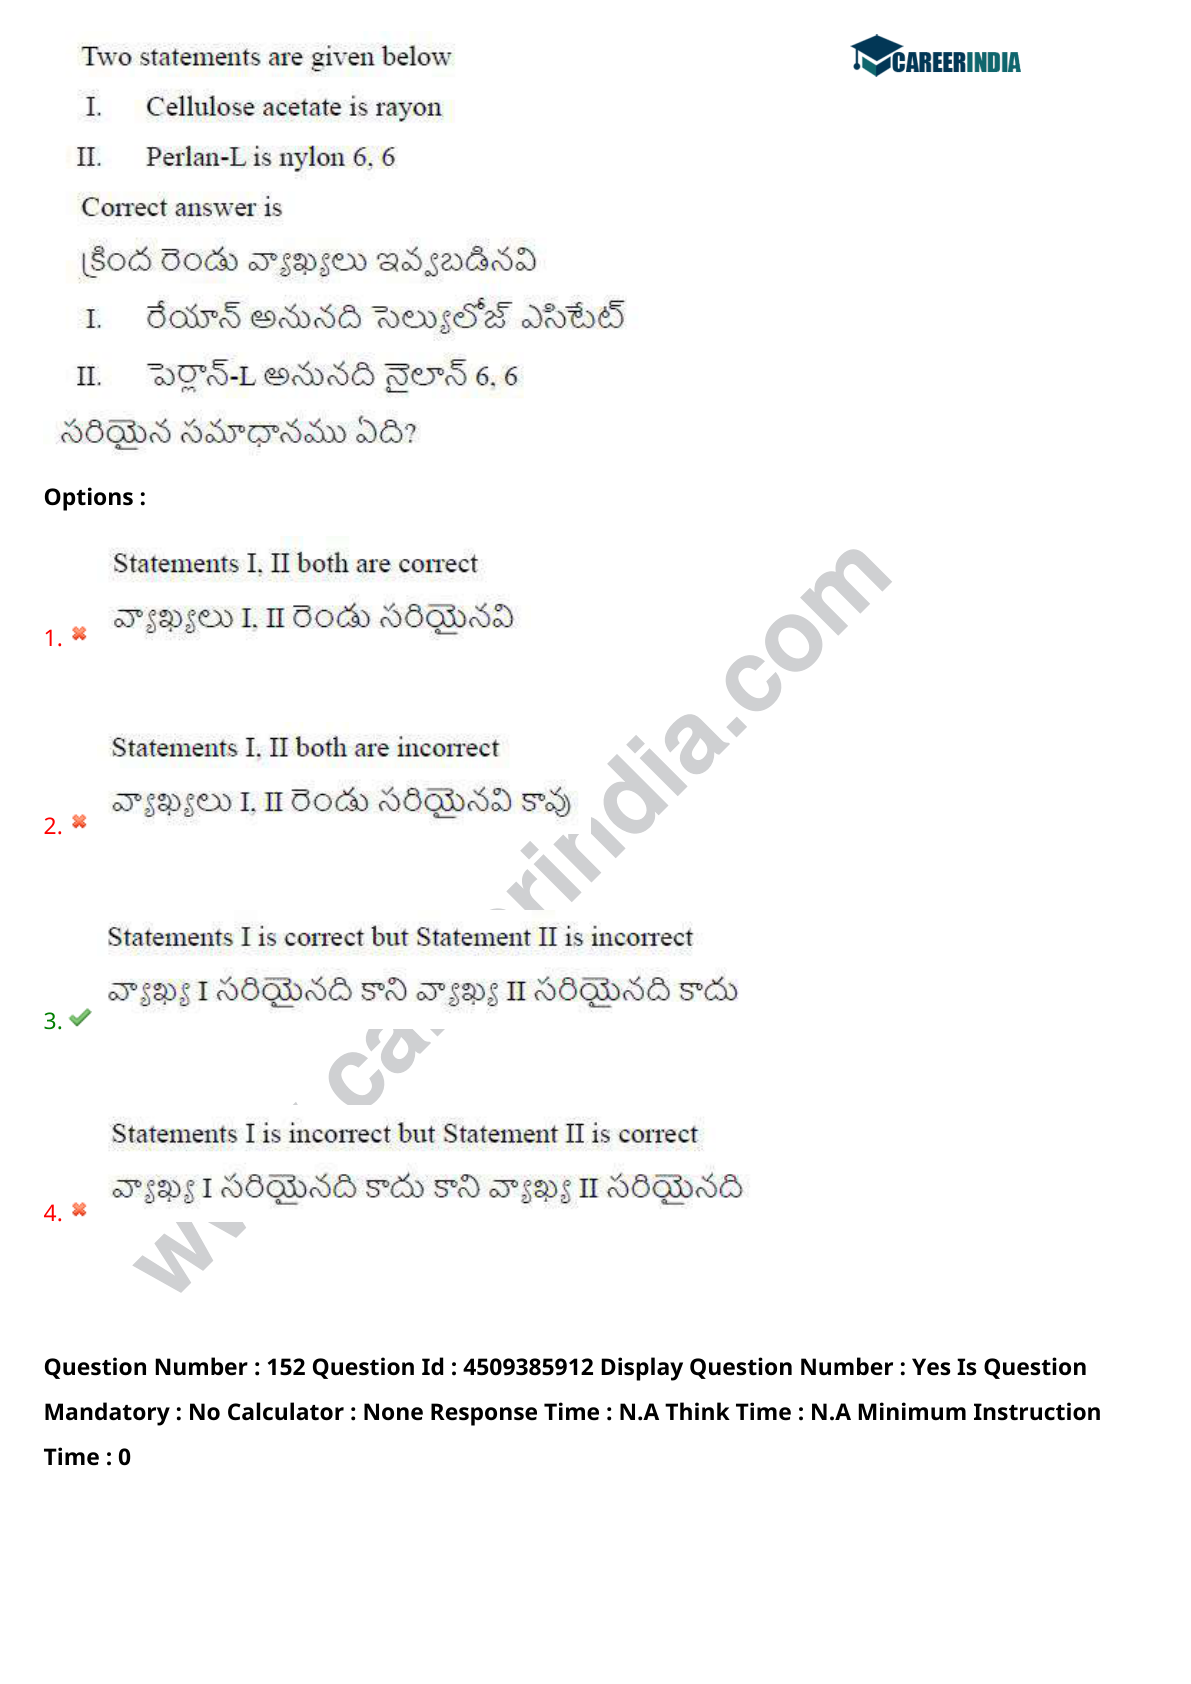 CAREERINDIA
Two statements are given below
I. Cellulose acetate is rayon
II. Perlan-L is nylon 6, 6
Correct answer is
క్రింద రెండు వ్యాఖ్యలు ఇవ్వబడినవి
I. రేయాన్ అనునది సెల్యులోజ్ ఎసిటేట్
II. పెర్లాన్-L అనునది నైలాన్ 6, 6
సరియైన సమాధానము ఏది?
Options :
Statements I, II both are correct
వ్యాఖ్యలు I, II రెండు సరియైనవి
1.
Statements I, II both are incorrect
వ్యాఖ్యలు I, II రెండు సరియైనవి కావు
2.
Statements I is correct but Statement II is incorrect
వ్యాఖ్య I సరియైనది కాని వ్యాఖ్య II సరియైనది కాదు
3.
Statements I is incorrect but Statement II is correct
వ్యాఖ్య I సరియైనది కాదు కాని వ్యాఖ్య II సరియైనది
4.
Question Number : 152 Question Id : 4509385912 Display Question Number : Yes Is Question
Mandatory : No Calculator : None Response Time : N.A Think Time : N.A Minimum Instruction
Time : 0